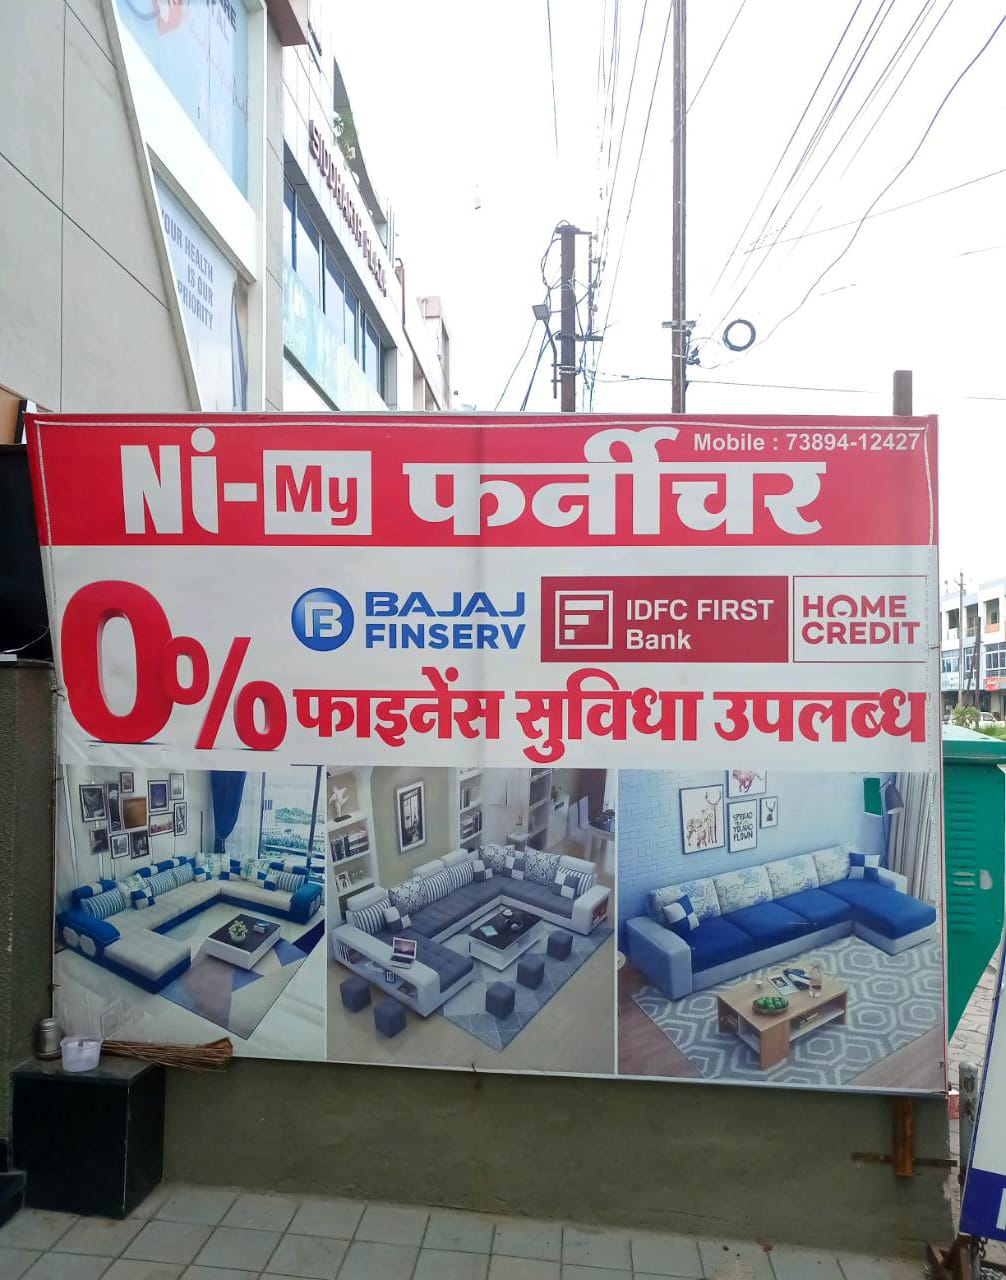 OUR HEALTH
IS OUR
PRIORITY
Mobile : 73894-12427
Ni-My फर्नीचर
BAJAJ
FINSERV
IDFC FIRST
Bank
HOME
CREDIT
0% फाइनेंस सुविधा उपलब्ध